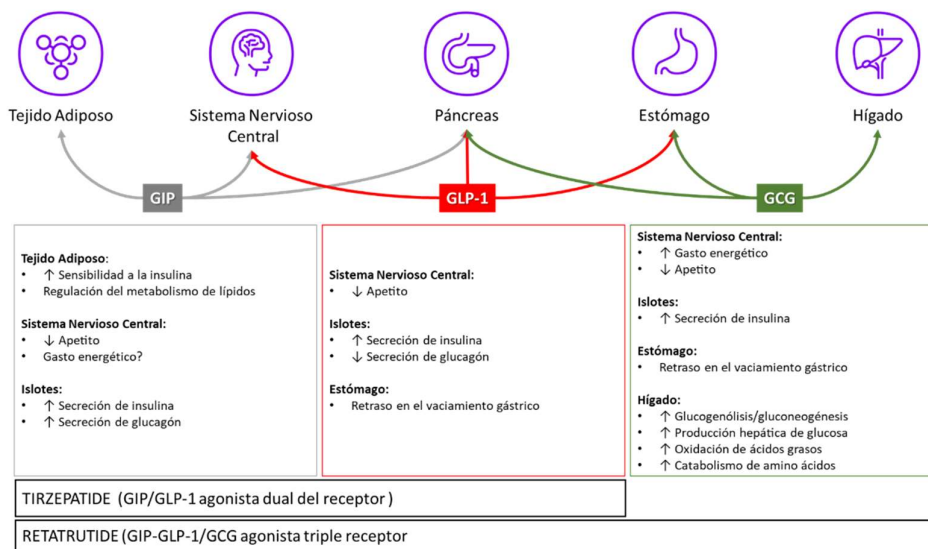 Tejido Adiposo
Sistema Nervioso
Central
Páncreas
Estómago
Hígado
GIP
GLP-1
GCG
Tejido Adiposo:
• ↑ Sensibilidad a la insulina
• Regulación del metabolismo de lípidos
Sistema Nervioso Central:
• ↓ Apetito
• Gasto energético?
Islotes:
• ↑ Secreción de insulina
• ↑ Secreción de glucagón
Sistema Nervioso Central:
• ↓ Apetito
Islotes:
• ↑ Secreción de insulina
• ↓ Secreción de glucagón
Estómago:
• Retraso en el vaciamiento gástrico
Sistema Nervioso Central:
• ↑ Gasto energético
• ↓ Apetito
Islotes:
• ↑ Secreción de insulina
Estómago:
• Retraso en el vaciamiento gástrico
Hígado:
• ↑ Glucogenólisis/gluconeogénesis
• ↑ Producción hepática de glucosa
• ↑ Oxidación de ácidos grasos
• ↑ Catabolismo de amino ácidos
TIRZEPATIDE (GIP/GLP-1 agonista dual del receptor )
RETATRUTIDE (GIP-GLP-1/GCG agonista triple receptor